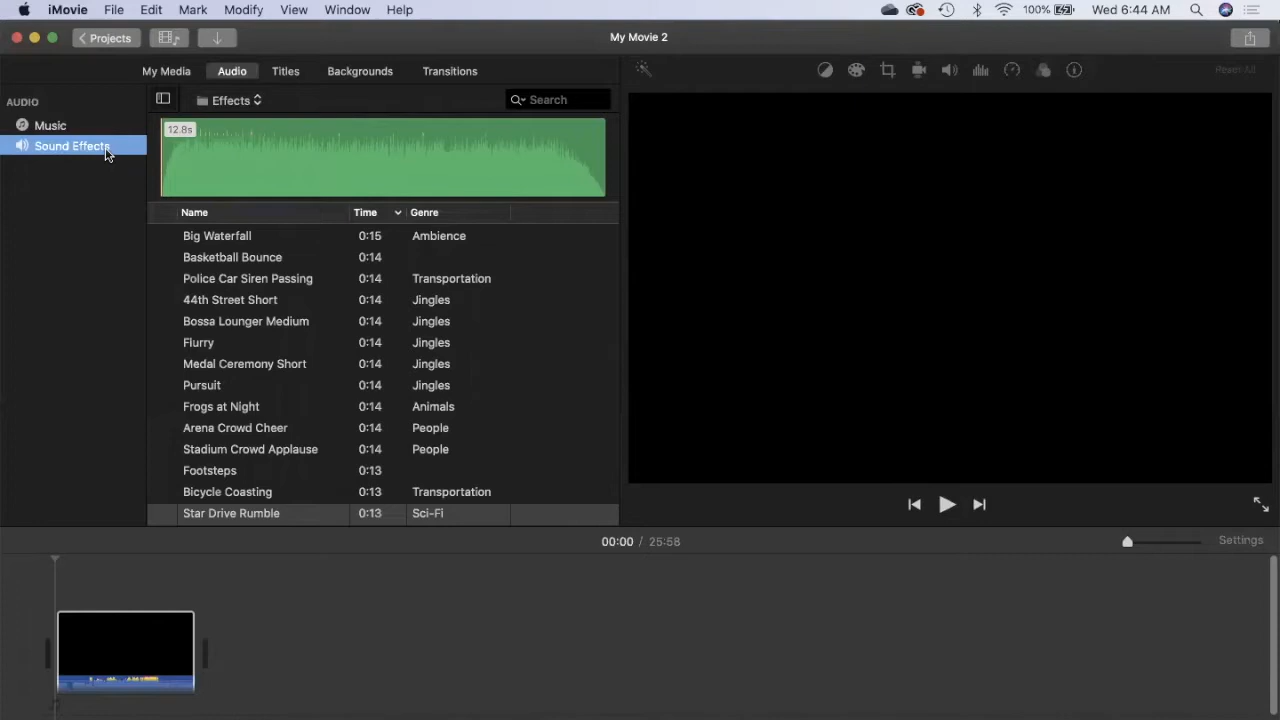 iMovie File Edit Mark Modify View Window Help 100% Wed 6:44 AM
Projects My Movie 2
My Media Audio Titles Backgrounds Transitions Reset All
AUDIO Effects Search
Music
Sound Effects
12.8s
Name Time Genre
Big Waterfall 0:15 Ambience
Basketball Bounce 0:14
Police Car Siren Passing 0:14 Transportation
44th Street Short 0:14 Jingles
Bossa Lounger Medium 0:14 Jingles
Flurry 0:14 Jingles
Medal Ceremony Short 0:14 Jingles
Pursuit 0:14 Jingles
Frogs at Night 0:14 Animals
Arena Crowd Cheer 0:14 People
Stadium Crowd Applause 0:14 People
Footsteps 0:13
Bicycle Coasting 0:13 Transportation
Star Drive Rumble 0:13 Sci-Fi
00:00 / 25:58 Settings